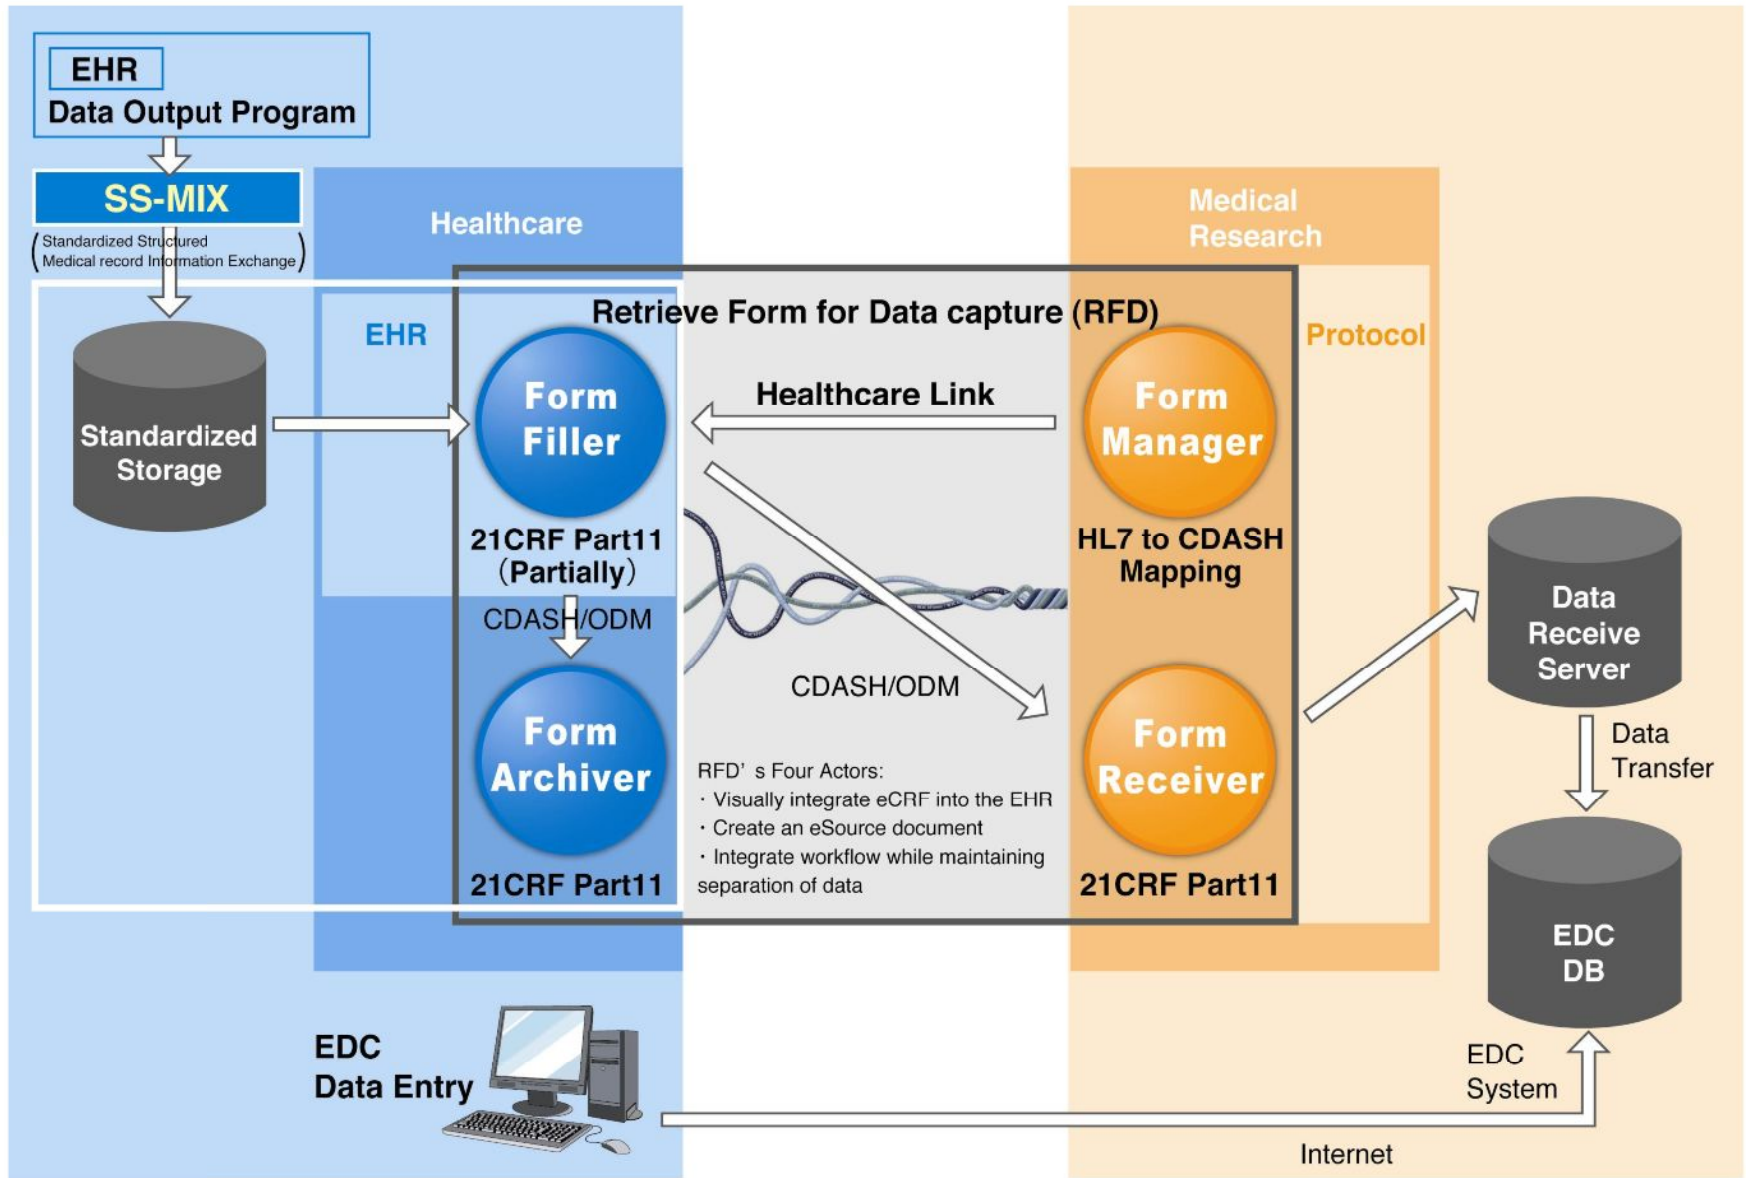 EHR
Data Output Program
SS-MIX
(Standardized Structured
Medical record Information Exchange)
Healthcare
Medical
Research
Retrieve Form for Data capture (RFD)
EHR
Protocol
Form
Filler
Healthcare Link
Form
Manager
Standardized
Storage
21CRF Part11
(Partially)
HL7 to CDASH
Mapping
CDASH/ODM
Data
Receive
Server
CDASH/ODM
Form
Archiver
Form
Receiver
RFD's Four Actors:
・Visually integrate eCRF into the EHR
・Create an eSource document
・Integrate workflow while maintaining
separation of data
Data
Transfer
21CRF Part11
21CRF Part11
EDC
DB
EDC
Data Entry
EDC
System
Internet